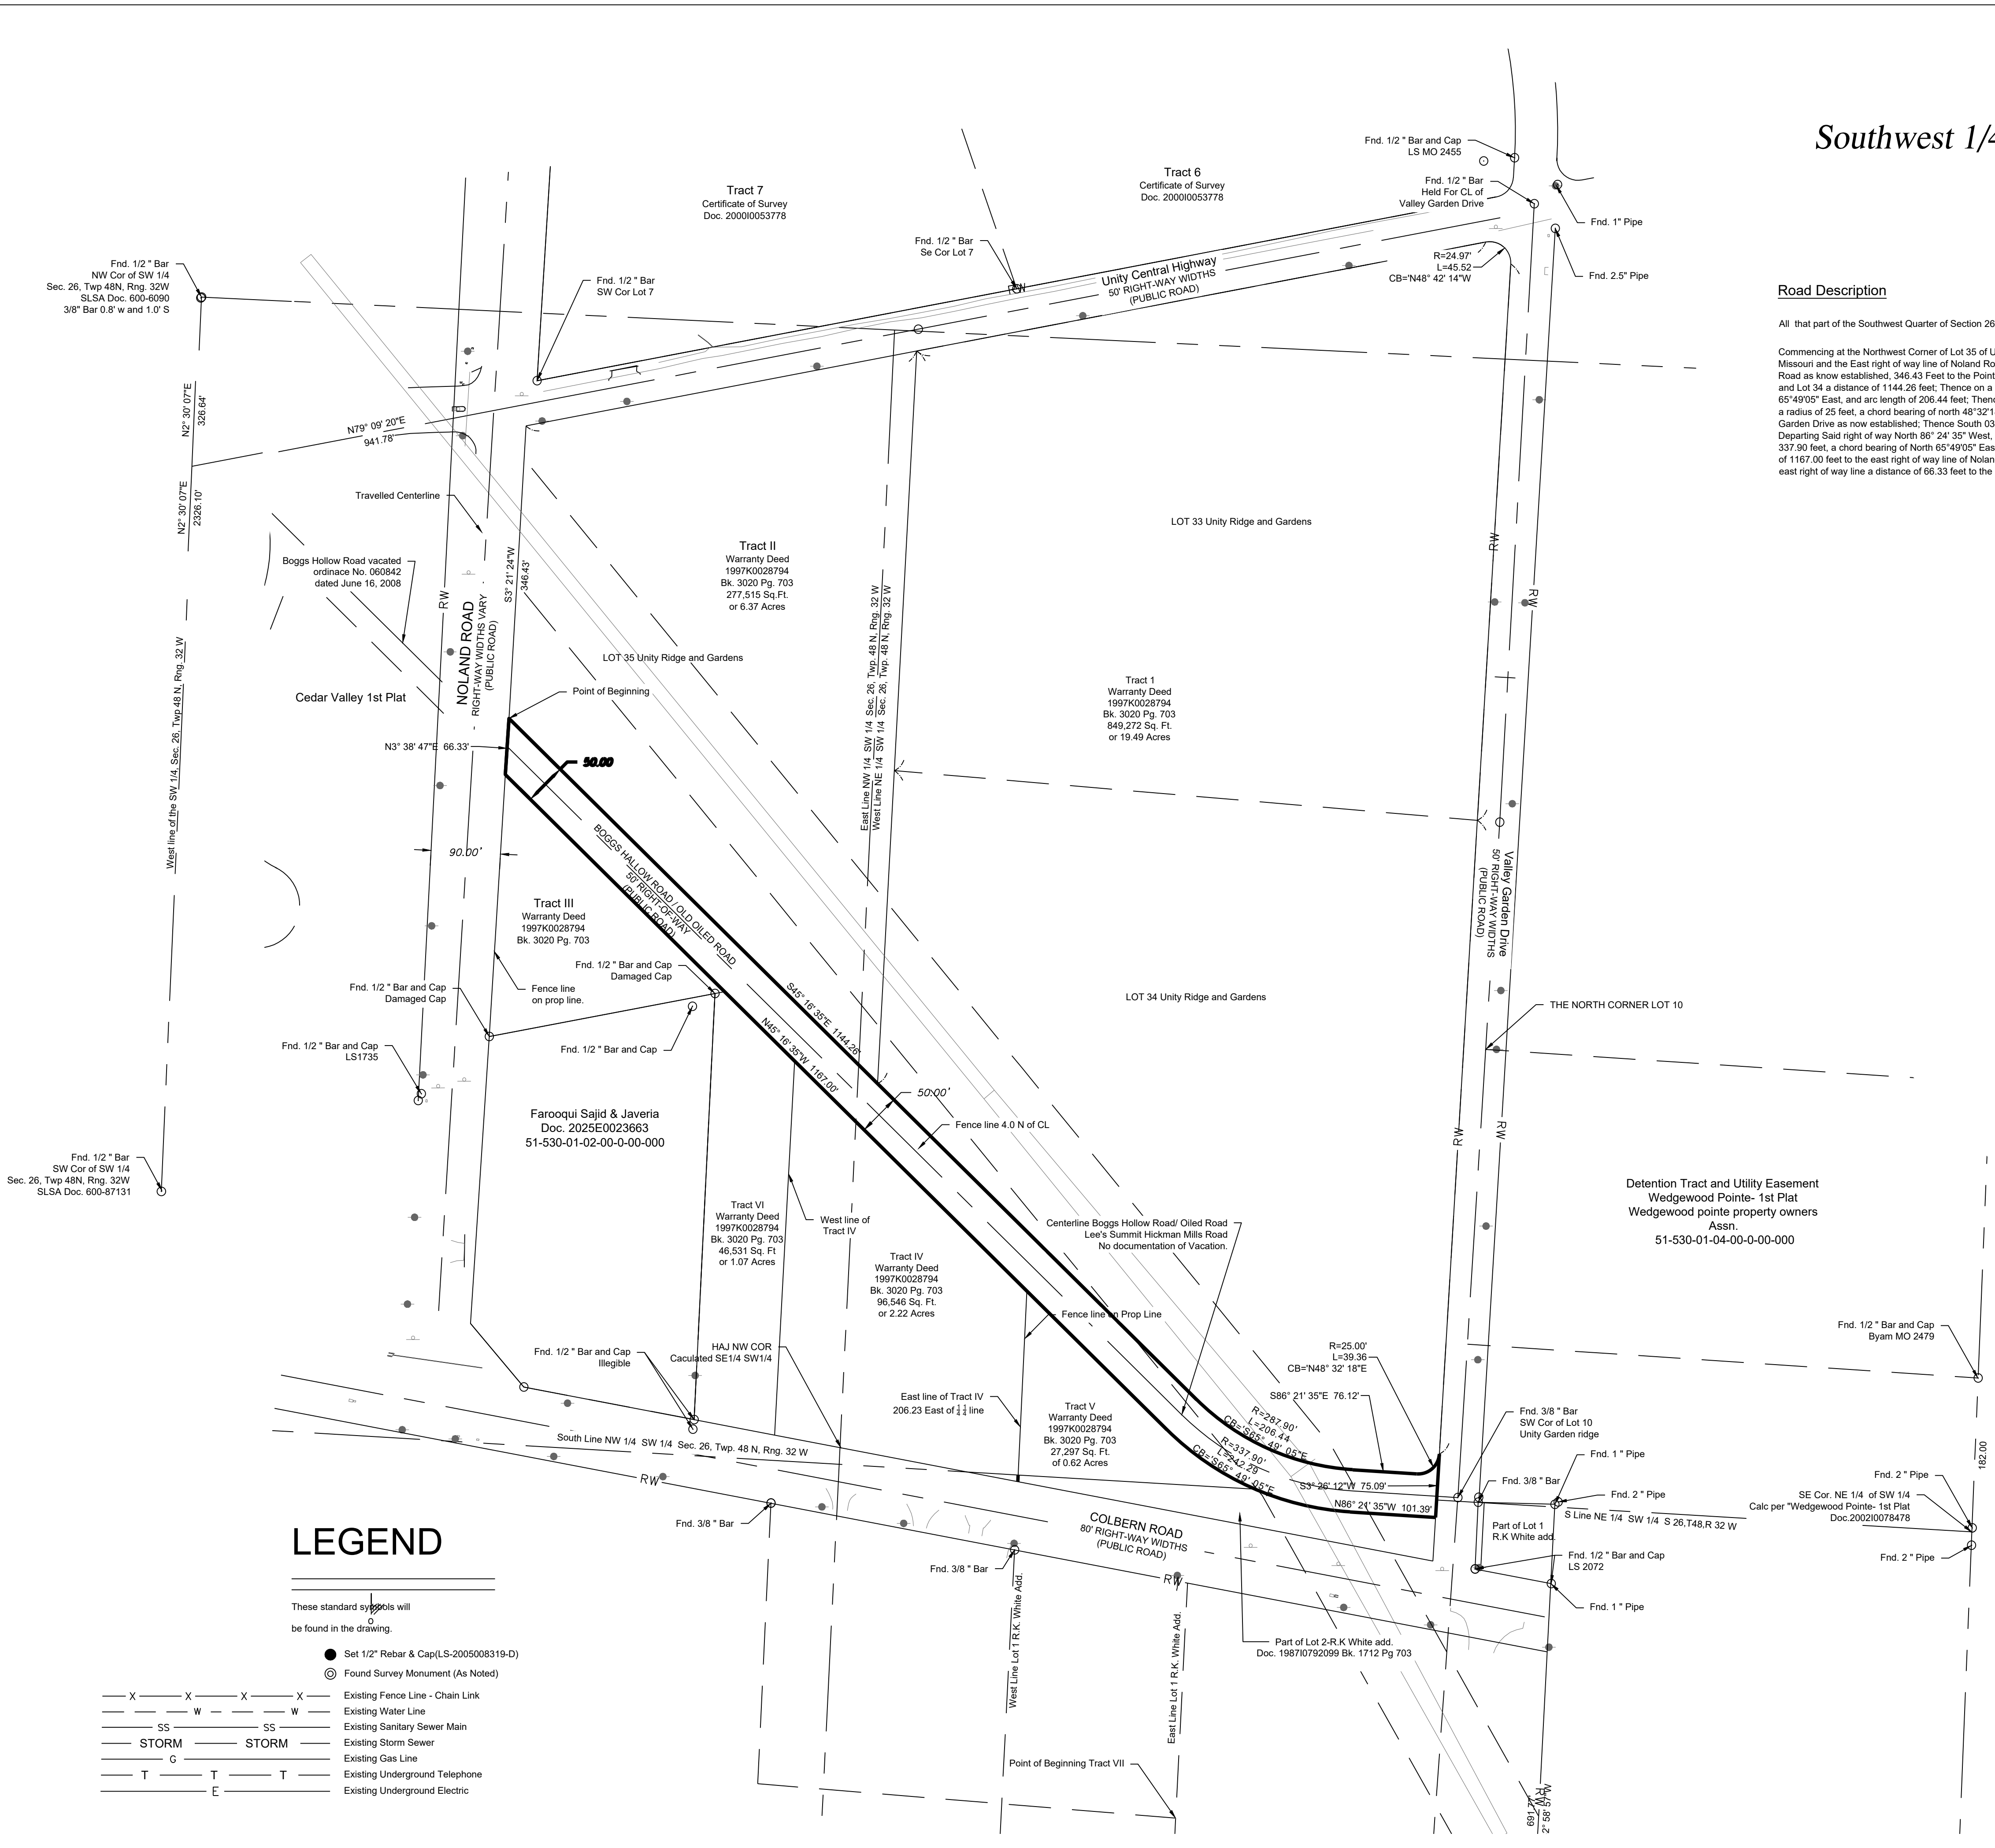 Southwest 1/4
Fnd. 1/2 " Bar and Cap
LS MO 2455
Fnd. 1/2 " Bar
Held For CL of
Valley Garden Drive
Fnd. 1" Pipe
Fnd. 2.5" Pipe
Tract 7
Certificate of Survey
Doc. 2000I0053778
Tract 6
Certificate of Survey
Doc. 2000I0053778
Fnd. 1/2 " Bar
Se Cor Lot 7
Unity Central Highway
50' RIGHT-WAY WIDTHS
(PUBLIC ROAD)
R=24.97'
L=45.52
CB='N48° 42' 14"W
Fnd. 1/2 " Bar
NW Cor of SW 1/4
Sec. 26, Twp 48N, Rng. 32W
SLSA Doc. 600-6090
3/8" Bar 0.8' w and 1.0' S
Fnd. 1/2 " Bar
SW Cor Lot 7
Road Description
All that part of the Southwest Quarter of Section 26
Commencing at the Northwest Corner of Lot 35 of U
Missouri and the East right of way line of Noland Ro
Road as know established, 346.43 Feet to the Point
and Lot 34 a distance of 1144.26 feet; Thence on a
65°49'05" East, and arc length of 206.44 feet; Thenc
a radius of 25 feet, a chord bearing of north 48°32'1
Garden Drive as now established; Thence South 03
Departing Said right of way North 86° 24' 35" West,
337.90 feet, a chord bearing of North 65°49'05" Eas
of 1167.00 feet to the east right of way line of Nolan
east right of way line a distance of 66.33 feet to the
N2° 30' 07"E
326.64'
N79° 09' 20"E
941.78'
N2° 30' 07"E
2326.10'
Travelled Centerline
Boggs Hollow Road vacated
ordinace No. 060842
dated June 16, 2008
RW
NOLAND ROAD
RIGHT-WAY WIDTHS VARY
(PUBLIC ROAD)
S3° 21' 24"W
346.43'
Tract II
Warranty Deed
1997K0028794
Bk. 3020 Pg. 703
277,515 Sq.Ft.
or 6.37 Acres
LOT 35 Unity Ridge and Gardens
LOT 33 Unity Ridge and Gardens
East Line NW 1/4 SW 1/4 Sec. 26, Twp. 48 N, Rng. 32 W
West Line NE 1/4 SW 1/4 Sec. 26, Twp. 48 N, Rng. 32 W
RW
RW
West line of the SW 1/4, Sec. 26, Twp 48 N, Rng. 32 W
Cedar Valley 1st Plat
Point of Beginning
N3° 38' 47"E 66.33'
50.00
Tract 1
Warranty Deed
1997K0028794
Bk. 3020 Pg. 703
849,272 Sq. Ft.
or 19.49 Acres
90.00'
BOGGS HALLOW ROAD / OLD OILED ROAD
50' RIGHT-OF-WAY
(PUBLIC ROAD)
Valley Garden Drive
50' RIGHT-WAY WIDTHS
(PUBLIC ROAD)
Tract III
Warranty Deed
1997K0028794
Bk. 3020 Pg. 703
Fnd. 1/2 " Bar and Cap
Damaged Cap
Fence line
on prop line.
Fnd. 1/2 " Bar and Cap
Damaged Cap
Fnd. 1/2 " Bar and Cap
LS1735
Fnd. 1/2 " Bar and Cap
S45° 16' 35"E 1144.26'
N45° 16' 35"W 1167.00'
LOT 34 Unity Ridge and Gardens
THE NORTH CORNER LOT 10
50.00'
Fence line 4.0 N of CL
RW
RW
Farooqui Sajid & Javeria
Doc. 2025E0023663
51-530-01-02-00-0-00-000
Fnd. 1/2 " Bar
SW Cor of SW 1/4
Sec. 26, Twp 48N, Rng. 32W
SLSA Doc. 600-87131
Tract VI
Warranty Deed
1997K0028794
Bk. 3020 Pg. 703
46,531 Sq. Ft
or 1.07 Acres
West line of
Tract IV
Tract IV
Warranty Deed
1997K0028794
Bk. 3020 Pg. 703
96,546 Sq. Ft.
or 2.22 Acres
Centerline Boggs Hollow Road/ Oiled Road
Lee's Summit Hickman Mills Road
No documentation of Vacation.
Detention Tract and Utility Easement
Wedgewood Pointe- 1st Plat
Wedgewood pointe property owners
Assn.
51-530-01-04-00-0-00-000
Fence line on Prop Line
Fnd. 1/2 " Bar and Cap
Byam MO 2479
Fnd. 1/2 " Bar and Cap
Illegible
HAJ NW COR
Caculated SE1/4 SW1/4
R=25.00'
L=39.36
CB='N48° 32' 18"E
S86° 21' 35"E 76.12'
East line of Tract IV
206.23 East of 1/4 1/4 line
Tract V
Warranty Deed
1997K0028794
Bk. 3020 Pg. 703
27,297 Sq. Ft.
of 0.62 Acres
R=287.90'
L=206.44
CB='S65° 49' 05"E
R=337.90'
L=242.29
CB='S65° 49' 05"E
S3° 26' 12"W 75.09'
N86° 24' 35"W 101.39'
Fnd. 3/8 " Bar
SW Cor of Lot 10
Unity Garden ridge
Fnd. 1 " Pipe
Fnd. 3/8 " Bar
Fnd. 2 " Pipe
182.00
Fnd. 2 " Pipe
SE Cor. NE 1/4 of SW 1/4
Calc per "Wedgewood Pointe- 1st Plat
Doc.2002I0078478
Fnd. 2 " Pipe
S Line NE 1/4 SW 1/4 S 26,T48,R 32 W
Part of Lot 1
R.K White add.
Fnd. 1/2 " Bar and Cap
LS 2072
Fnd. 1 " Pipe
South Line NW 1/4 SW 1/4 Sec. 26, Twp. 48 N, Rng. 32 W
RW
Fnd. 3/8 " Bar
COLBERN ROAD
80' RIGHT-WAY WIDTHS
(PUBLIC ROAD)
Fnd. 3/8 " Bar
RW
West Line Lot 1 R.K. White Add.
East Line Lot 1 R.K. White Add.
Part of Lot 2-R.K White add.
Doc. 1987I0792099 Bk. 1712 Pg 703
Point of Beginning Tract VII
RW
691.77'
2° 58' 57"W
LEGEND
These standard symbols will
be found in the drawing.
Set 1/2" Rebar & Cap(LS-2005008319-D)
Found Survey Monument (As Noted)
X X X X Existing Fence Line - Chain Link
W W Existing Water Line
SS SS Existing Sanitary Sewer Main
STORM STORM Existing Storm Sewer
G Existing Gas Line
T T T Existing Underground Telephone
E Existing Underground Electric